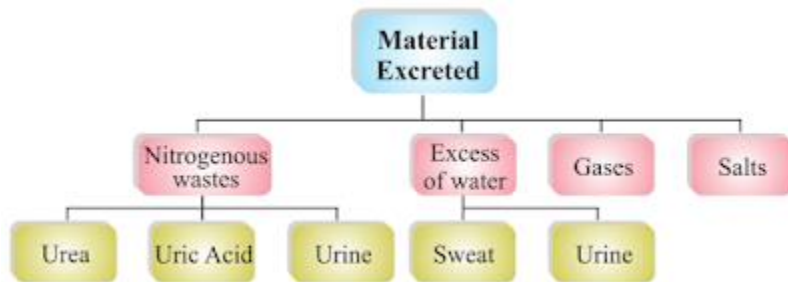 Material
Excreted
Nitrogenous
wastes
Excess
of water
Gases
Salts
Urea
Uric Acid
Urine
Sweat
Urine